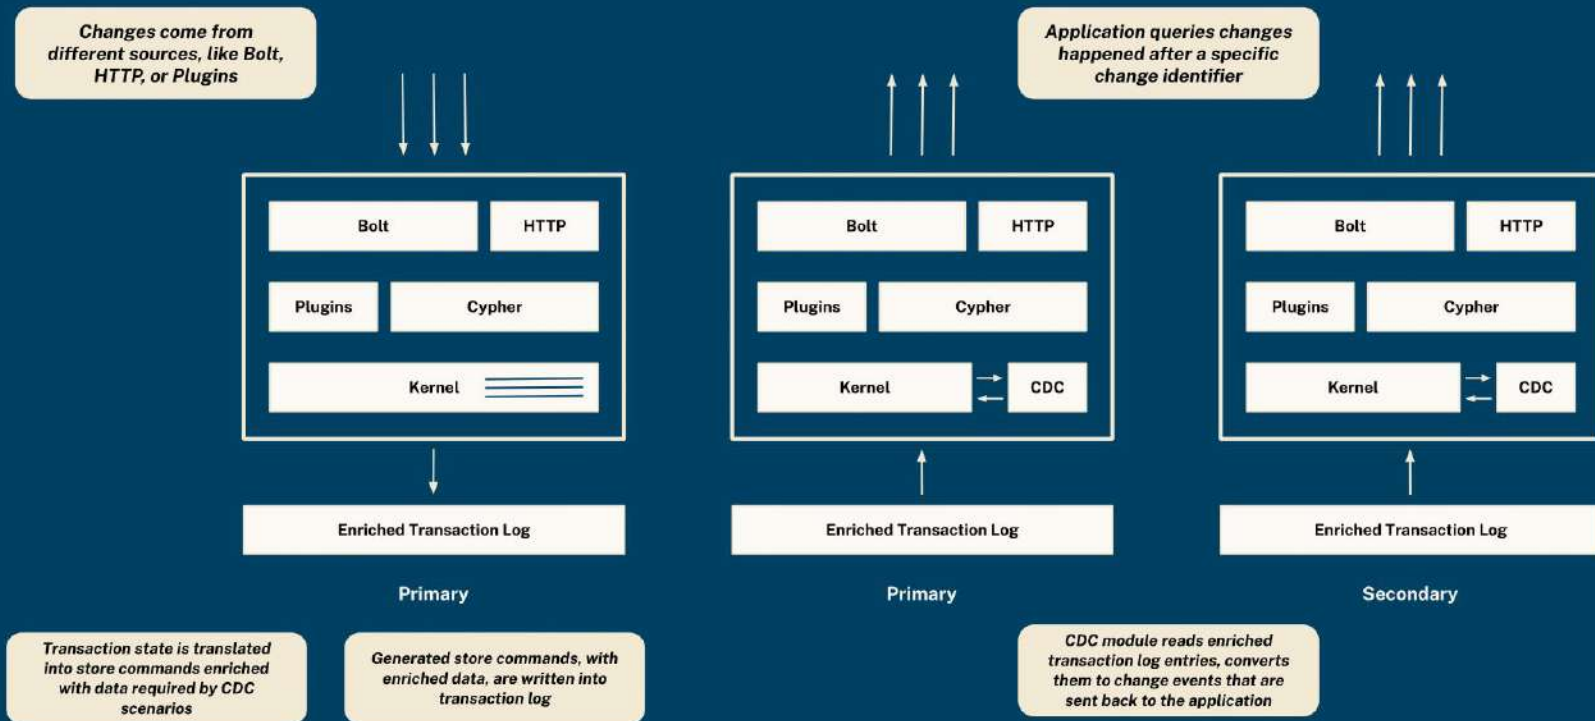 Changes come from
different sources, like Bolt,
HTTP, or Plugins
Application queries changes
happened after a specific
change identifier
Bolt
HTTP
Plugins
Cypher
Kernel
Enriched Transaction Log
Primary
Bolt
HTTP
Plugins
Cypher
Kernel
CDC
Enriched Transaction Log
Primary
Bolt
HTTP
Plugins
Cypher
Kernel
CDC
Enriched Transaction Log
Secondary
Transaction state is translated
into store commands enriched
with data required by CDC
scenarios
Generated store commands, with
enriched data, are written into
transaction log
CDC module reads enriched
transaction log entries, converts
them to change events that are
sent back to the application